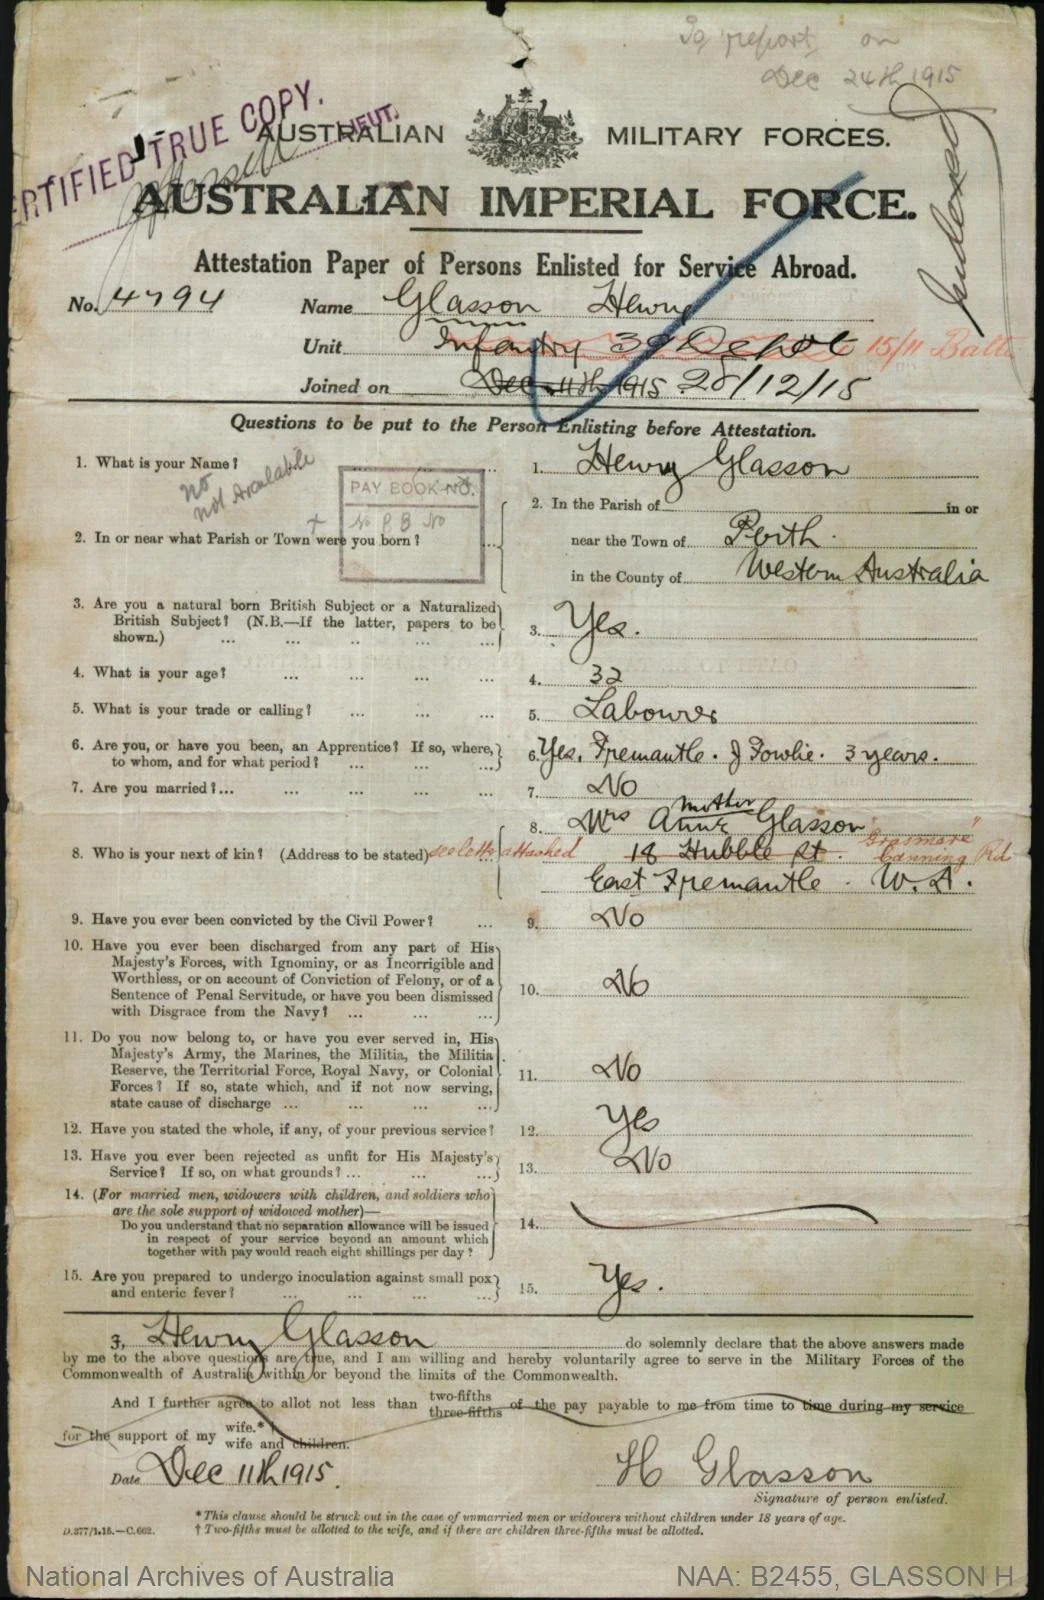 To report on
Dec 24th 1915
CERTIFIED TRUE COPY.
LIEUT.
AUSTRALIAN MILITARY FORCES.
AUSTRALIAN IMPERIAL FORCE.
Indexed
Attestation Paper of Persons Enlisted for Service Abroad.
No. 4794 Name Glasson Henry
Unit Infantry 39 Depot 15/11 Battn
Joined on Dec 11th 1915 28/12/15
Questions to be put to the Person Enlisting before Attestation.
1. What is your Name? 1. Henry Glasson
No
not Available
PAY BOOK NO.
No P B No
2. In or near what Parish or Town were you born? ...
2. In the Parish of in or
near the Town of Perth.
in the County of Western Australia
3. Are you a natural born British Subject or a Naturalized
British Subject? (N.B.—If the latter, papers to be
shown.) ... ... .. ... 3. Yes.
4. What is your age? ... ... ... 4. 32
5. What is your trade or calling? ... ... ... 5. Labourer
6. Are you, or have you been, an Apprentice? If so, where,
to whom, and for what period? ... ... ... 6. Yes, Fremantle. J Fowlie. 3 years.
7. Are you married?... ... ... ... ... 7. No
mother
8. Mrs Anne Glasson
8. Who is your next of kin? (Address to be stated) see letter attached 18 Hubble St. "Grasmere" Canning Rd
East Fremantle. W.A.
9. Have you ever been convicted by the Civil Power? ... 9. No
10. Have you ever been discharged from any part of His
Majesty's Forces, with Ignominy, or as Incorrigible and
Worthless, or on account of Conviction of Felony, or of a
Sentence of Penal Servitude, or have you been dismissed
with Disgrace from the Navy? ... ... ... 10. No
11. Do you now belong to, or have you ever served in, His
Majesty's Army, the Marines, the Militia, the Militia
Reserve, the Territorial Force, Royal Navy, or Colonial
Forces? If so, state which, and if not now serving,
state cause of discharge ... ... ... ... 11. No
12. Have you stated the whole, if any, of your previous service? 12. Yes
13. Have you ever been rejected as unfit for His Majesty's
Service? If so, on what grounds? ... ... ... 13. No
14. (For married men, widowers with children, and soldiers who
are the sole support of widowed mother)—
Do you understand that no separation allowance will be issued
in respect of your service beyond an amount which
together with pay would reach eight shillings per day? 14.
15. Are you prepared to undergo inoculation against small pox
and enteric fever? ... ... ... ... 15. Yes.
I, Henry Glasson do solemnly declare that the above answers made
by me to the above questions are true, and I am willing and hereby voluntarily agree to serve in the Military Forces of the
Commonwealth of Australia within or beyond the limits of the Commonwealth.
And I further agree to allot not less than two-fifths three-fifths of the pay payable to me from time to time during my service
for the support of my wife.* † wife and children.
Date Dec 11th 1915. H Glasson
Signature of person enlisted.
* This clause should be struck out in the case of unmarried men or widowers without children under 18 years of age.
D.277/1.15.—C.662. † Two-fifths must be allotted to the wife, and if there are children three-fifths must be allotted.
National Archives of Australia NAA: B2455, GLASSON H